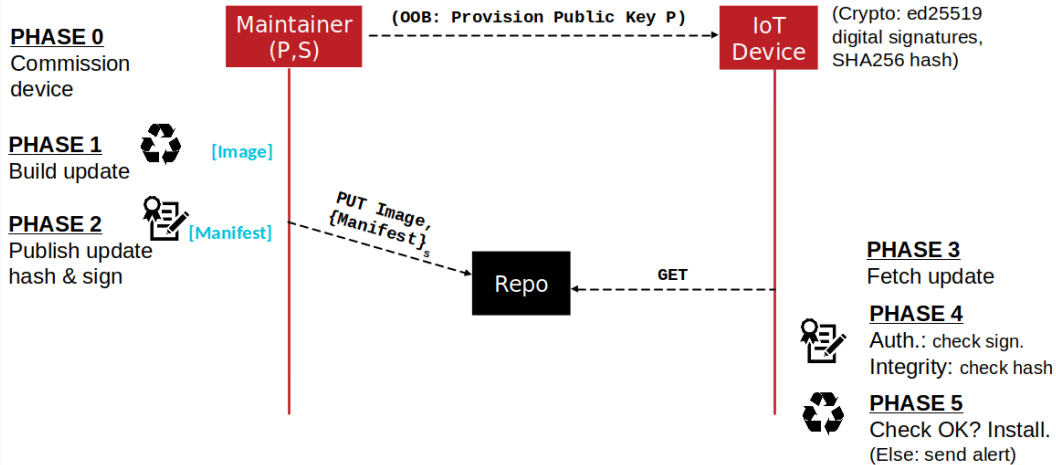 PHASE 0
Commission
device
Maintainer
(P,S)
(OOB: Provision Public Key P)
IoT
Device
(Crypto: ed25519
digital signatures,
SHA256 hash)
PHASE 1
Build update
[Image]
PHASE 2
Publish update
hash & sign
[Manifest]
PUT Image,
{Manifest}s
Repo
GET
PHASE 3
Fetch update
PHASE 4
Auth.: check sign.
Integrity: check hash
PHASE 5
Check OK? Install.
(Else: send alert)